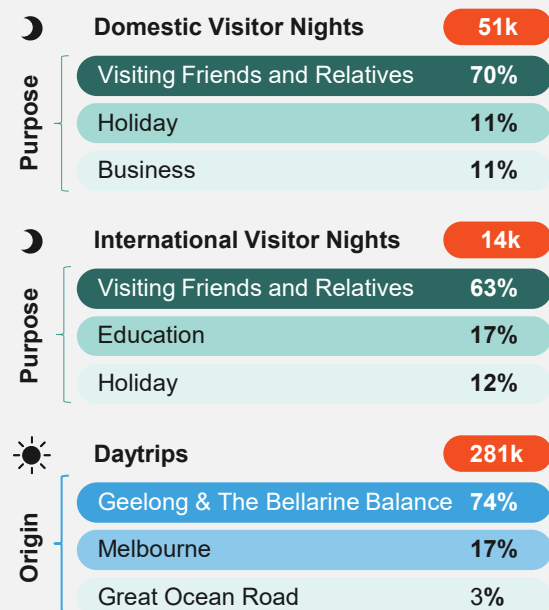 Domestic Visitor Nights 51k
Purpose
Visiting Friends and Relatives 70%
Holiday 11%
Business 11%
International Visitor Nights 14k
Purpose
Visiting Friends and Relatives 63%
Education 17%
Holiday 12%
Daytrips 281k
Origin
Geelong & The Bellarine Balance 74%
Melbourne 17%
Great Ocean Road 3%